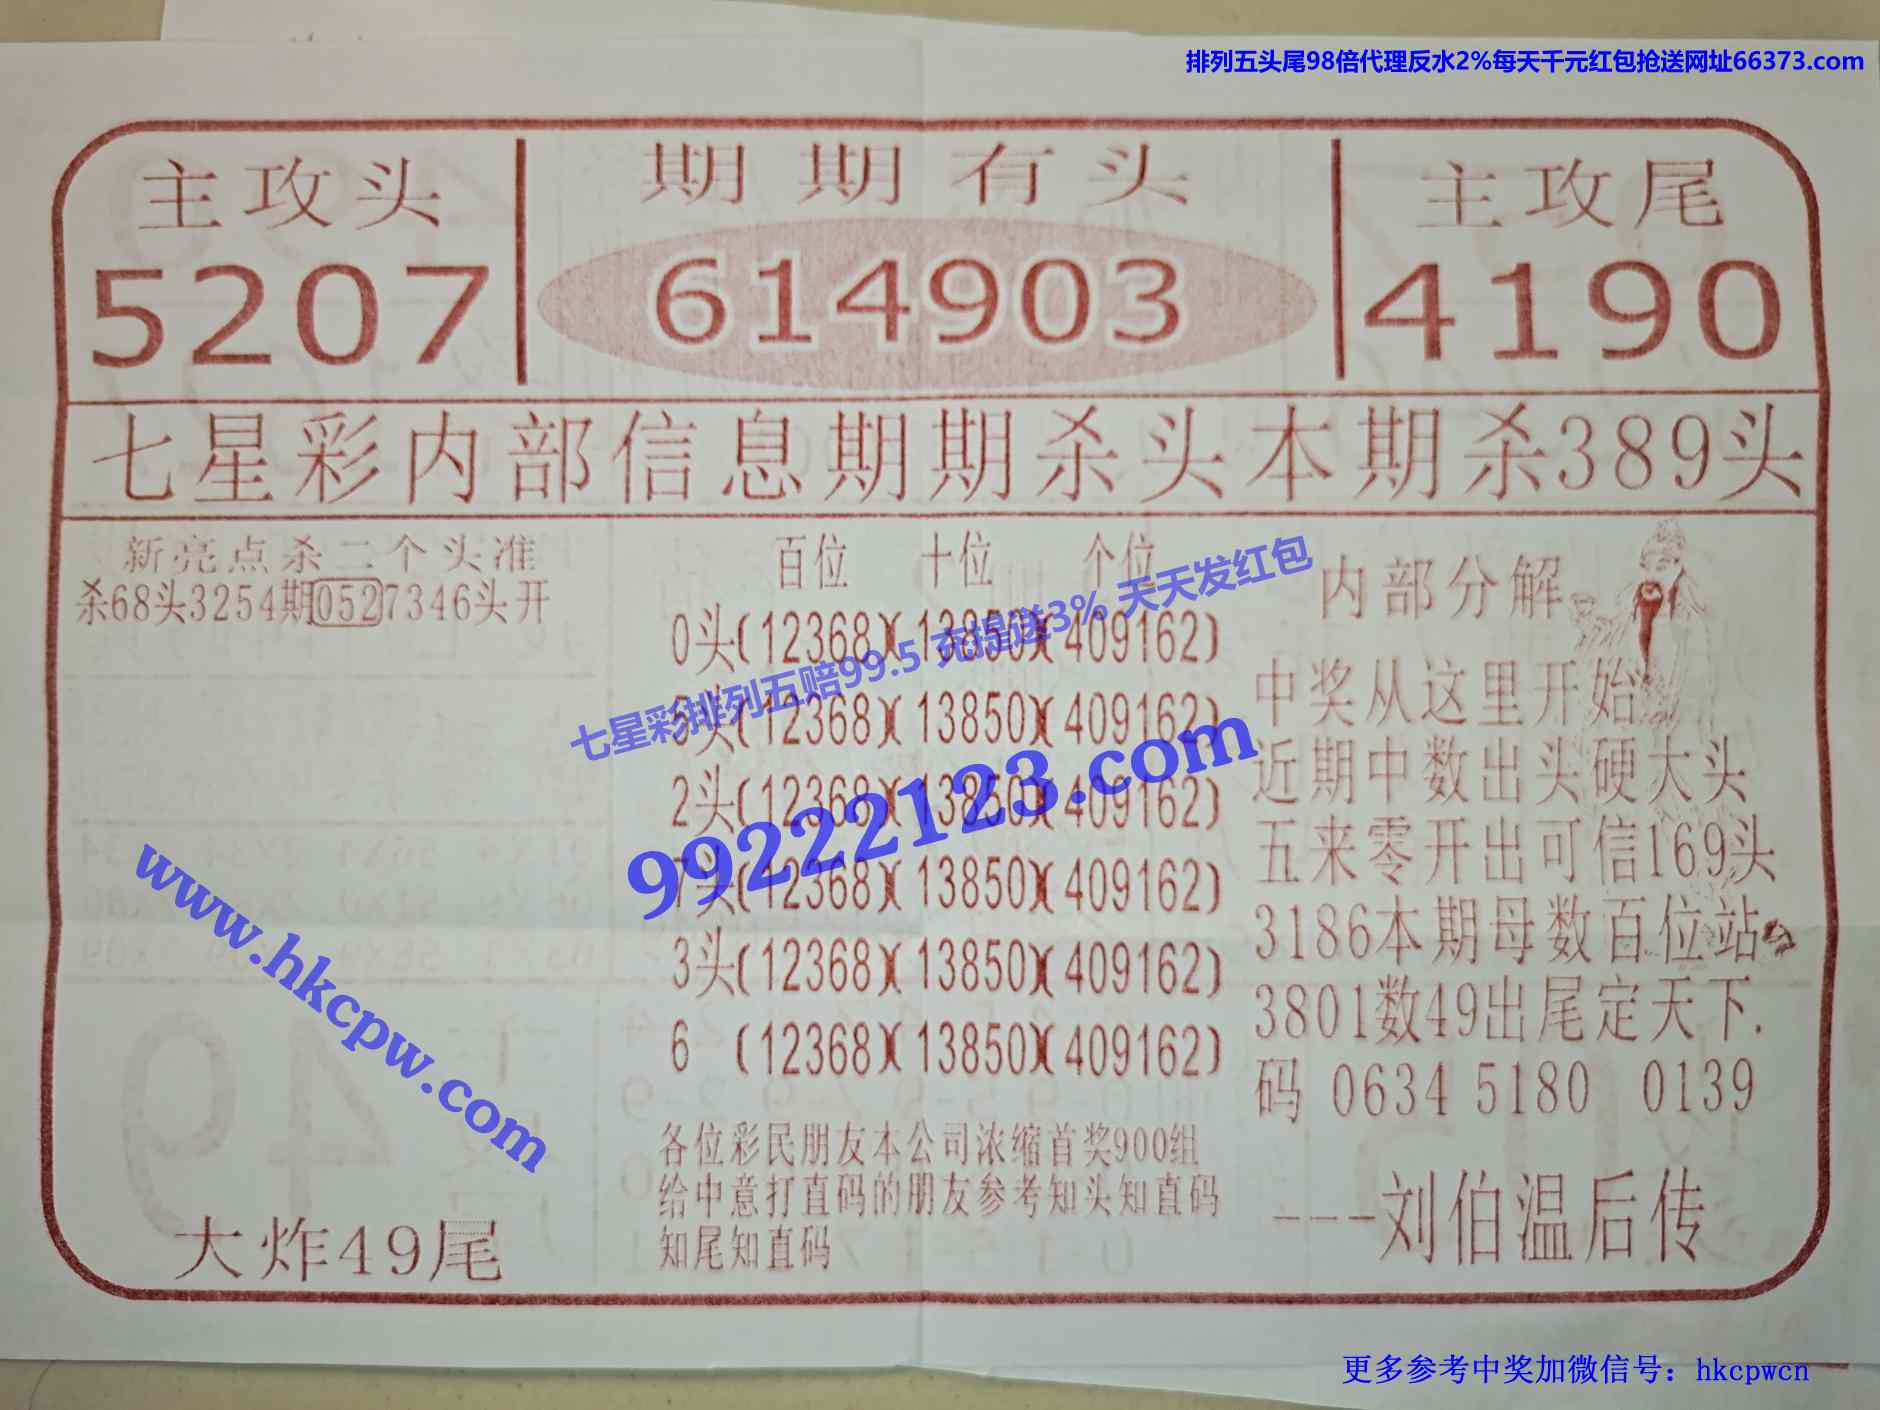 排列五头尾98倍代理反水2%每天千元红包抢送网址66373.com
主攻头
期期有头
主攻尾
5207
614903
4190
七星彩内部信息期期杀头本期杀389头
新亮点杀二个头准
杀68头3254期0527346头开
百位 十位 个位
0头(12368)(13850)(409162)
5头(12368)(13850)(409162)
2头(12368)(13850)(409162)
7头(12368)(13850)(409162)
3头(12368)(13850)(409162)
6 (12368)(13850)(409162)
七星彩排列五赔99.5 充提送3% 天天发红包
99222123.com
www.hkcpw.com
各位彩民朋友本公司浓缩首奖900组
给中意打直码的朋友参考知头知直码
知尾知直码
大炸49尾
内部分解
中奖从这里开始
近期中数出头硬大头
五来零开出可信169头
3186本期母数百位站
3801数49出尾定天下.
码 0634 5180 0139
---刘伯温后传
更多参考中奖加微信号：hkcpwcn